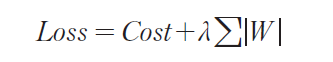 Loss = Cost+λ∑|W|